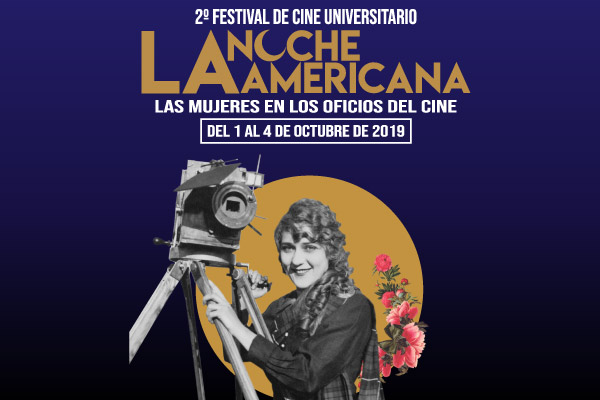 2º FESTIVAL DE CINE UNIVERSITARIO
LA NOCHE
AMERICANA
LAS MUJERES EN LOS OFICIOS DEL CINE
DEL 1 AL 4 DE OCTUBRE DE 2019